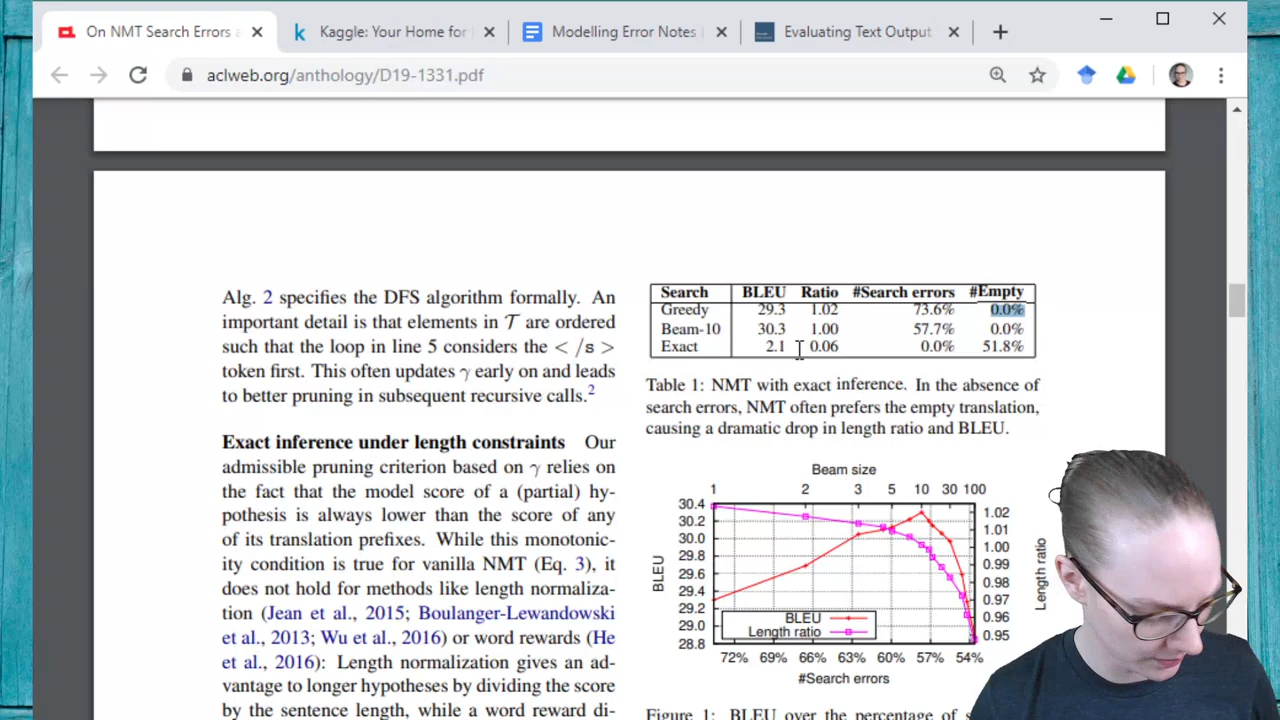 On NMT Search Errors a
Kaggle: Your Home for
Modelling Error Notes
Evaluating Text Output
aclweb.org/anthology/D19-1331.pdf
Alg. 2 specifies the DFS algorithm formally. An
important detail is that elements in 𝒯 are ordered
such that the loop in line 5 considers the < /s >
token first. This often updates γ early on and leads
to better pruning in subsequent recursive calls.2
Exact inference under length constraints Our
admissible pruning criterion based on γ relies on
the fact that the model score of a (partial) hy-
pothesis is always lower than the score of any
of its translation prefixes. While this monotonic-
ity condition is true for vanilla NMT (Eq. 3), it
does not hold for methods like length normaliza-
tion (Jean et al., 2015; Boulanger-Lewandowski
et al., 2013; Wu et al., 2016) or word rewards (He
et al., 2016): Length normalization gives an ad-
vantage to longer hypotheses by dividing the score
by the sentence length, while a word reward di-
Search BLEU Ratio #Search errors #Empty
Greedy 29.3 1.02 73.6% 0.0%
Beam-10 30.3 1.00 57.7% 0.0%
Exact 2.1 0.06 0.0% 51.8%
Table 1: NMT with exact inference. In the absence of
search errors, NMT often prefers the empty translation,
causing a dramatic drop in length ratio and BLEU.
Beam size
1 2 3 5 10 30 100
30.4
30.2
30.0
29.8
29.6
29.4
29.2
29.0
28.8
BLEU
1.02
1.01
1.00
0.99
0.98
0.97
0.96
0.95
Length ratio
BLEU
Length ratio
72% 69% 66% 63% 60% 57% 54%
#Search errors
Figure 1: BLEU over the percentage of